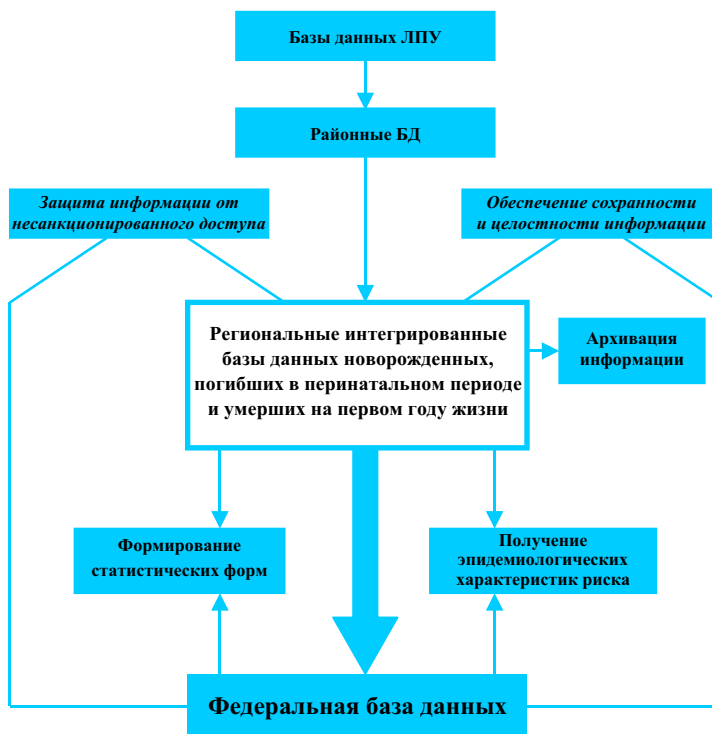 Базы данных ЛПУ
Районные БД
Защита информации от
несанкционированного доступа
Обеспечение сохранности
и целостности информации
Региональные интегрированные
базы данных новорожденных,
погибших в перинатальном периоде
и умерших на первом году жизни
Архивация
информации
Формирование
статистических форм
Получение
эпидемиологических
характеристик риска
Федеральная база данных